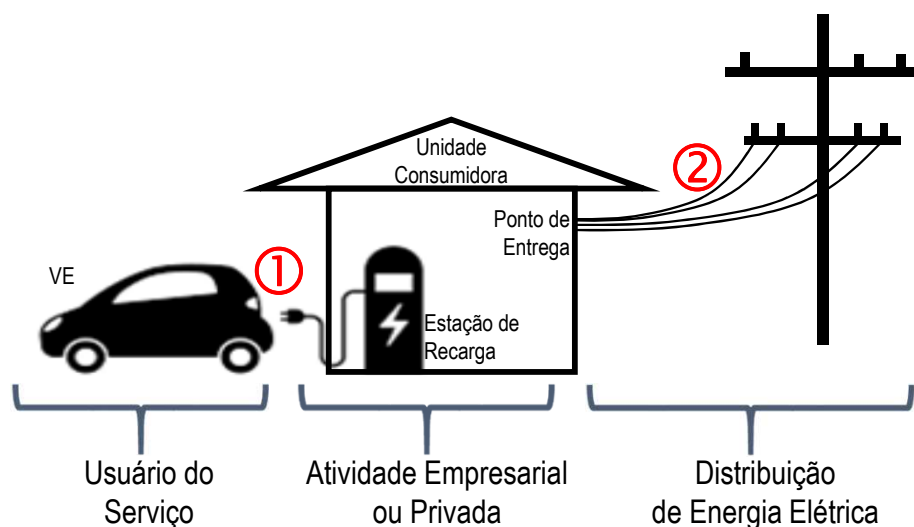 Unidade
Consumidora
②
Ponto de
Entrega
VE
①
Estação de
Recarga
Usuário do
Serviço
Atividade Empresarial
ou Privada
Distribuição
de Energia Elétrica